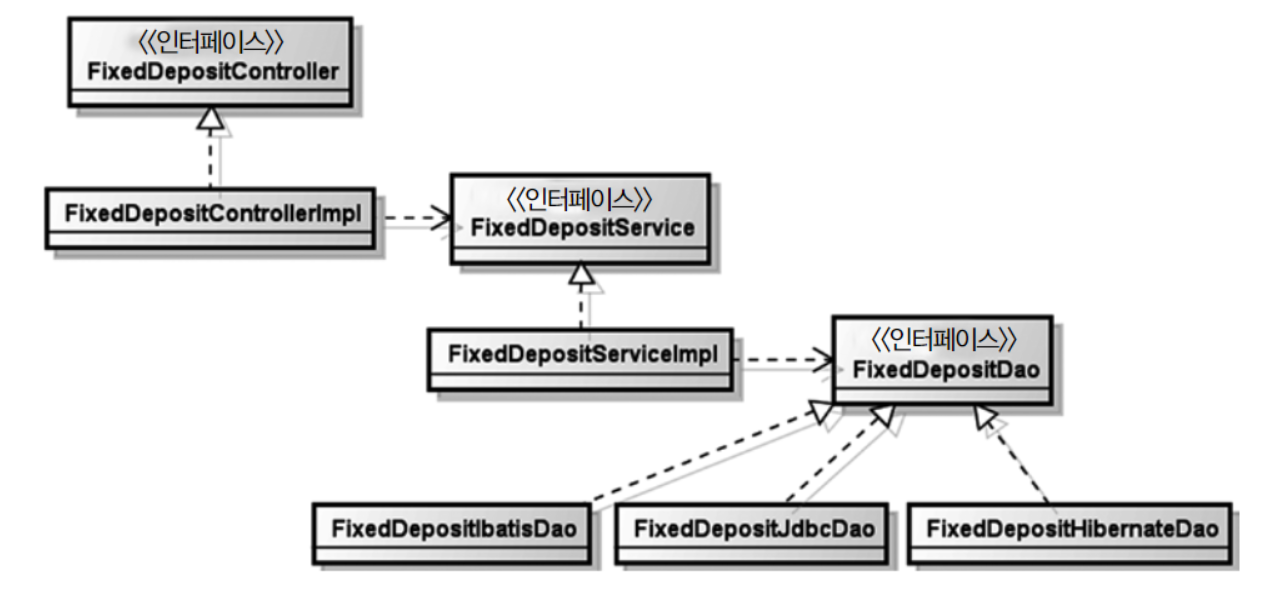 《인터페이스》
FixedDepositController
FixedDepositControllerImpl
《인터페이스》
FixedDepositService
FixedDepositServiceImpl
《인터페이스》
FixedDepositDao
FixedDepositIbatisDao
FixedDepositJdbcDao
FixedDepositHibernateDao